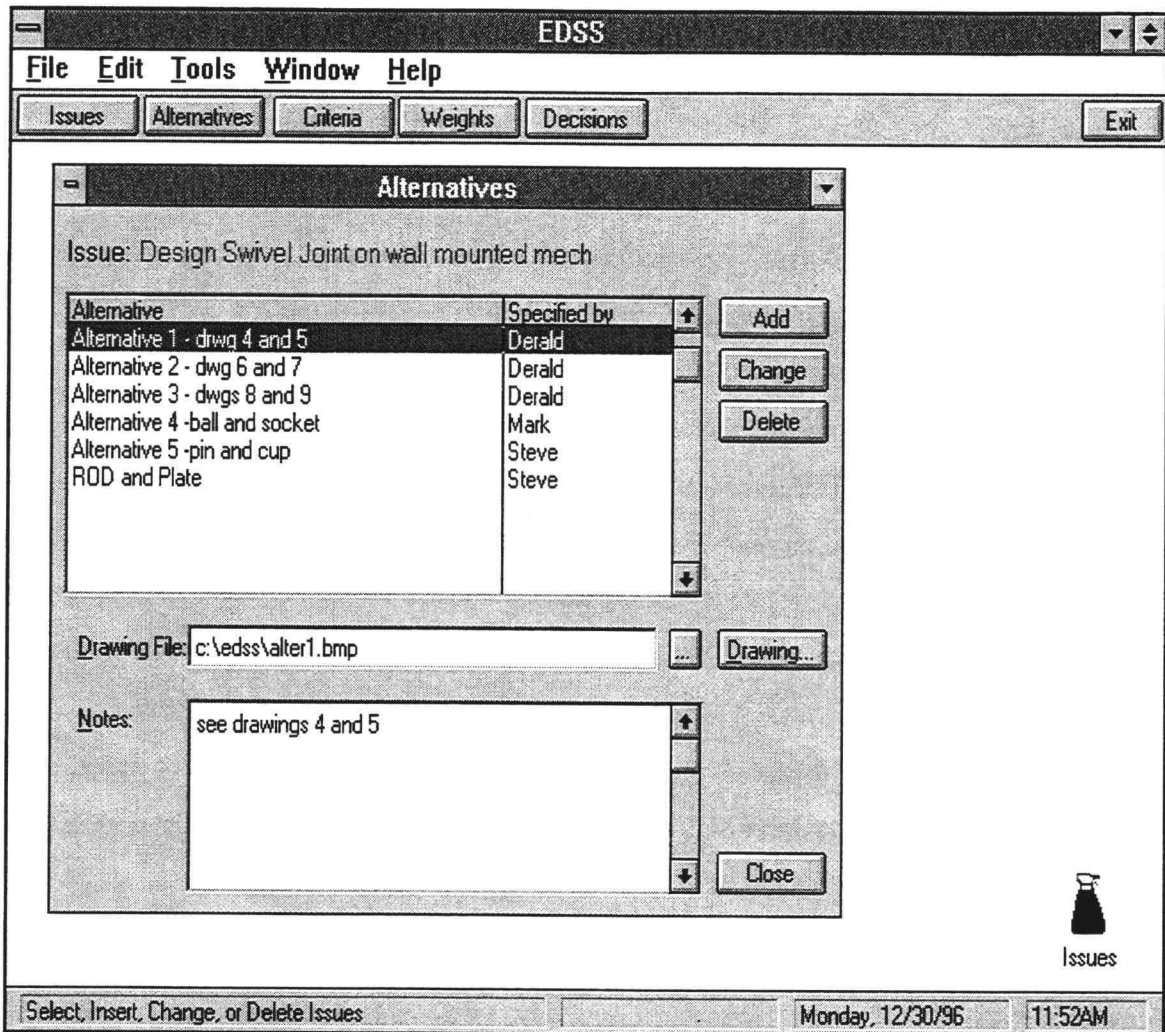 EDSS
File Edit Tools Window Help
Issues Alternatives Criteria Weights Decisions Exit
Alternatives
Issue: Design Swivel Joint on wall mounted mech
Alternative Specified by
Alternative 1 - drwg 4 and 5 Derald
Alternative 2 - dwg 6 and 7 Derald
Alternative 3 - dwgs 8 and 9 Derald
Alternative 4 -ball and socket Mark
Alternative 5 -pin and cup Steve
ROD and Plate Steve
Add
Change
Delete
Drawing File: c:\edss\alter1.bmp ... Drawing...
Notes: see drawings 4 and 5
Close
Issues
Select, Insert, Change, or Delete Issues Monday, 12/30/96 11:52AM